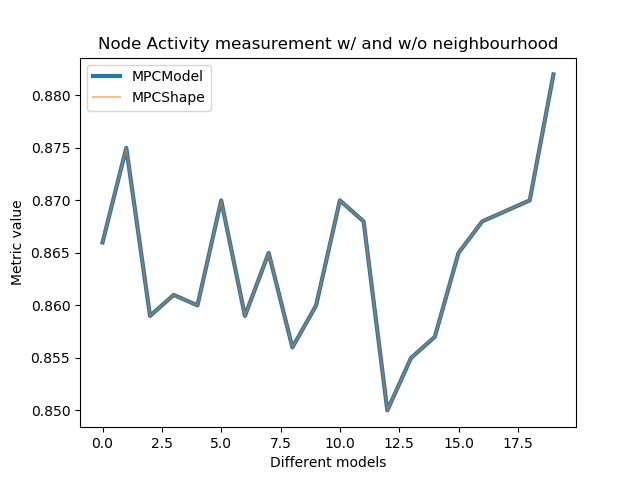 Node Activity measurement w/ and w/o neighbourhood
MPCModel
MPCShape
0.880
0.875
0.870
0.865
0.860
0.855
0.850
Metric value
0.0 2.5 5.0 7.5 10.0 12.5 15.0 17.5
Different models